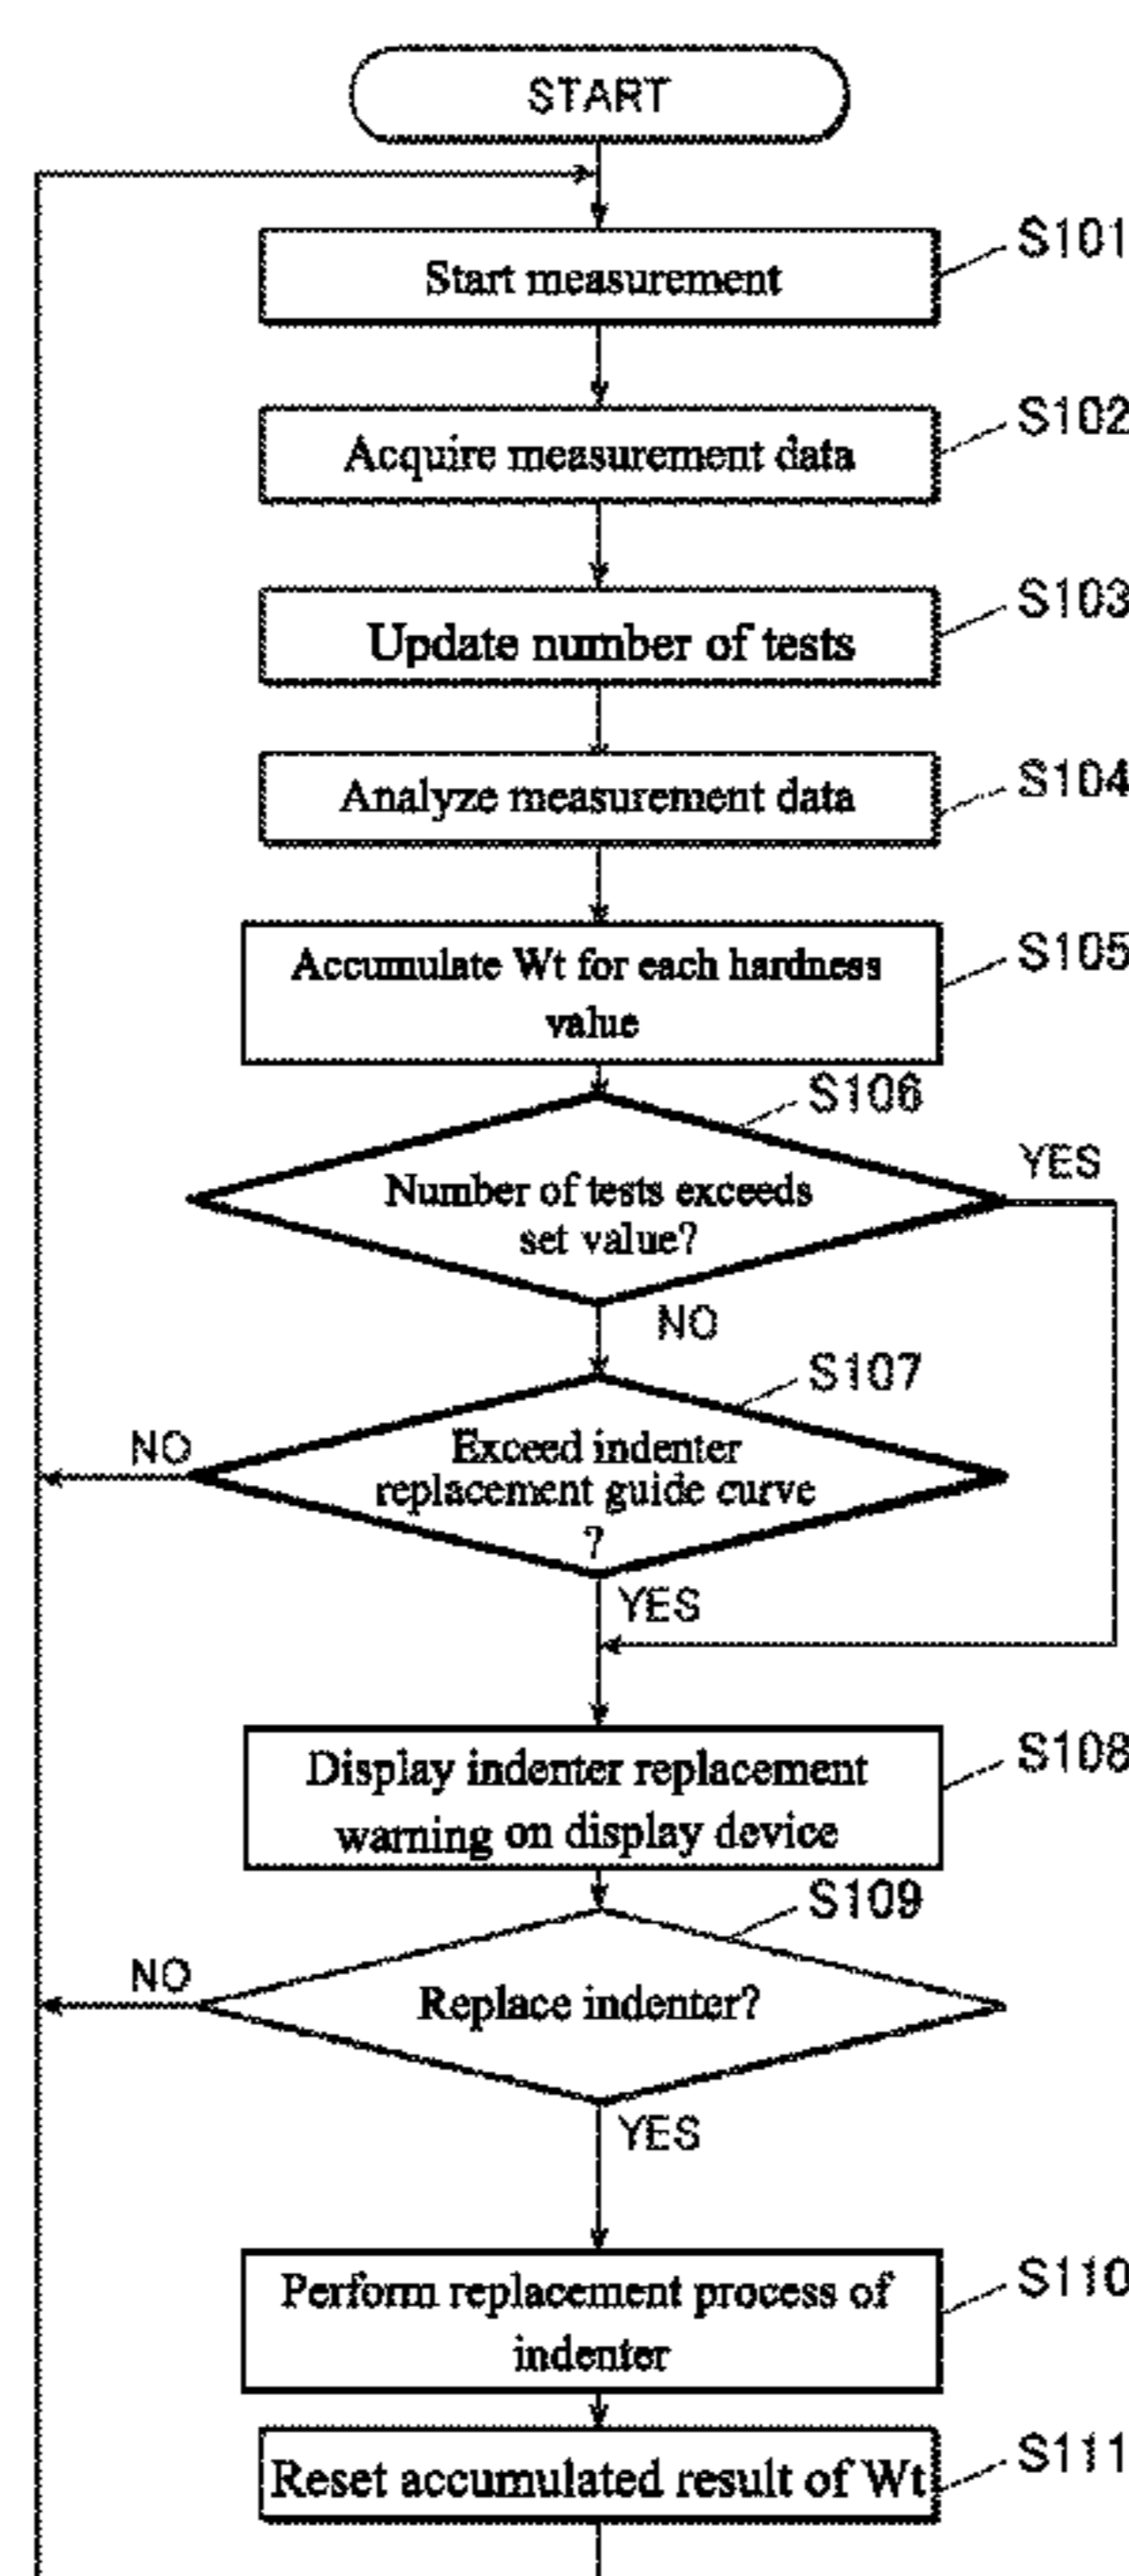 START
Start measurement
S101
Acquire measurement data
S102
Update number of tests
S103
Analyze measurement data
S104
Accumulate Wt for each hardness
value
S105
S106
Number of tests exceeds
set value?
YES
NO
S107
Exceed indenter
replacement guide curve
?
NO
YES
Display indenter replacement
warning on display device
S108
S109
Replace indenter?
NO
YES
Perform replacement process of
indenter
S110
Reset accumulated result of Wt
S111